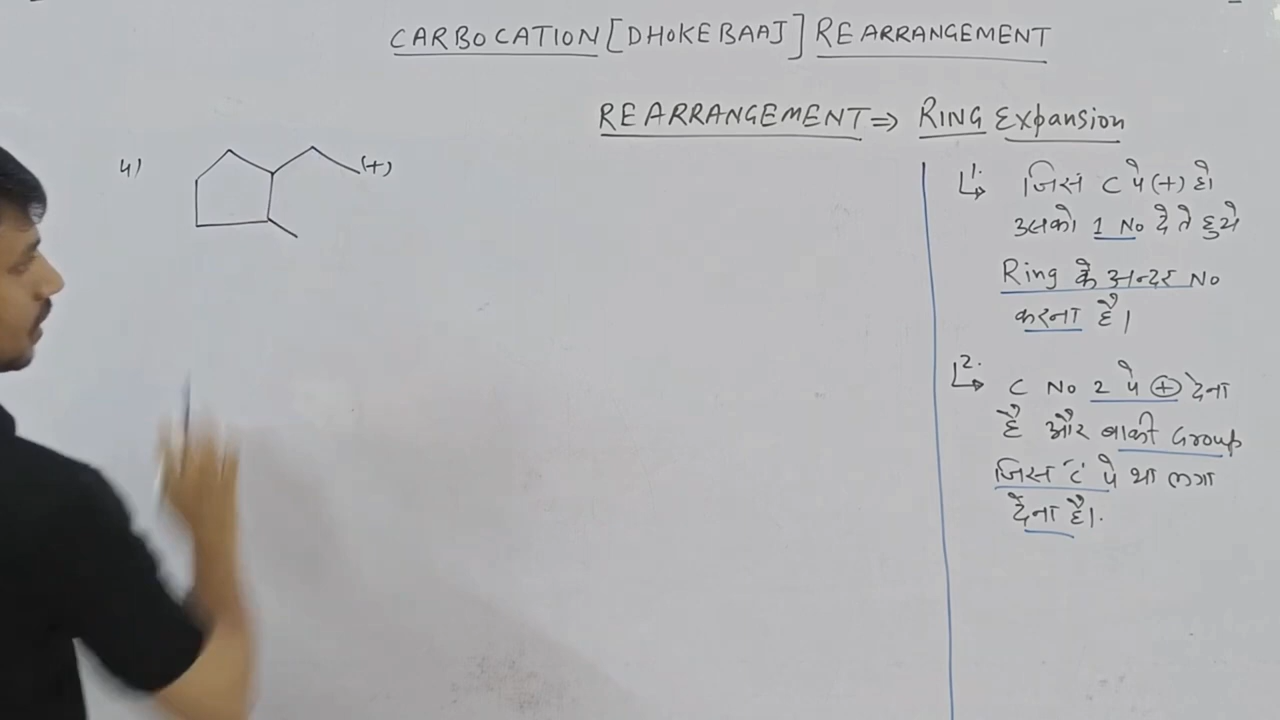 CARBOCATION [DHOKEBAAJ] REARRANGEMENT
REARRANGEMENT ⇒ RING Expansion
4)
(+)
1. जिस C पे (+) हो
उसको 1 No देते हुये
Ring के अन्दर No
करना है।
2. C No 2 पे ⊕ देना
है और बाकी Group
जिस 'C' पे था लगा
देना है।